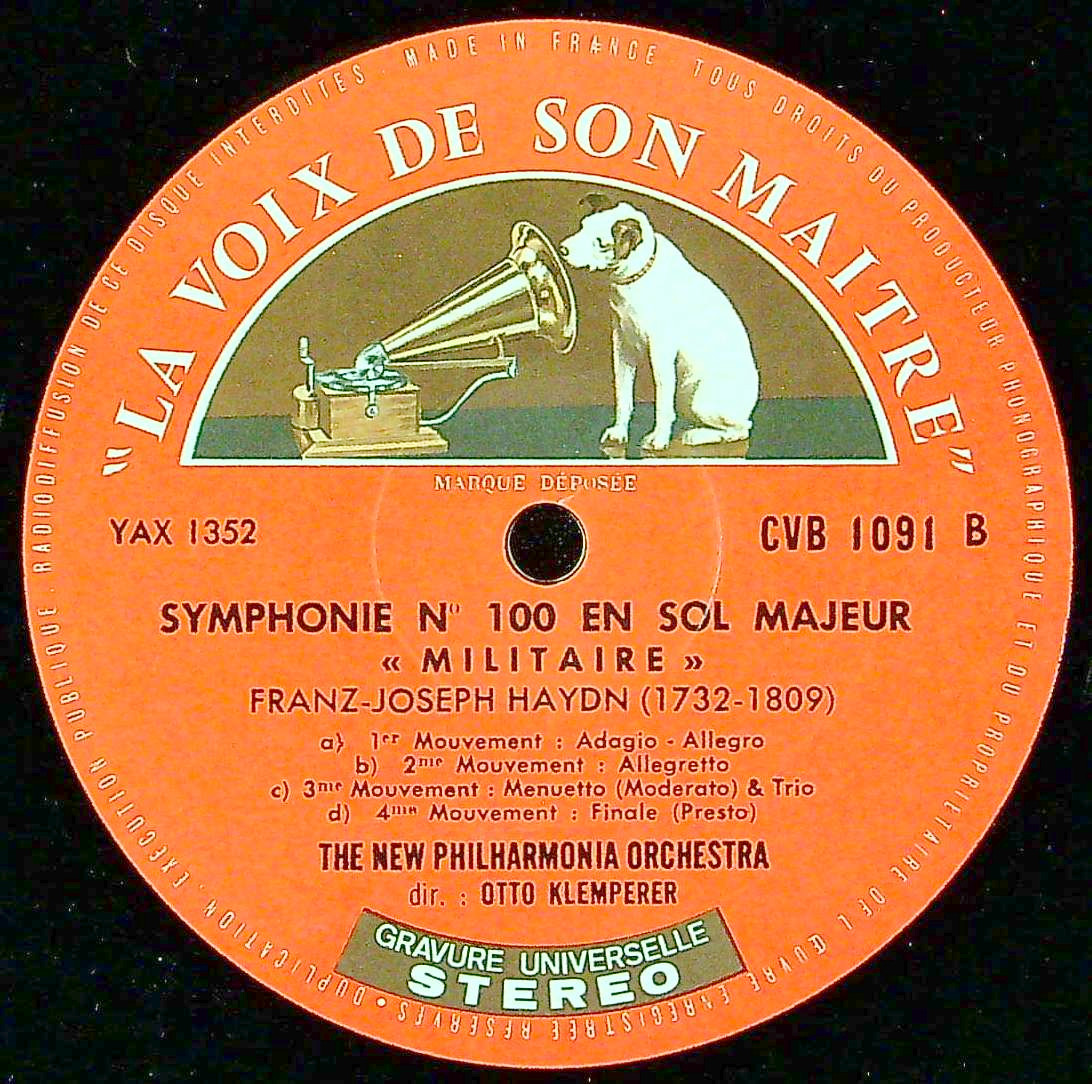 MADE IN FRANCE TOUS DROITS DU PRODUCTEUR PHONOGRAPHIQUE ET DU PROPRIETAIRE DE L'ŒUVRE ENREGISTRÉE RÉSERVÉS • DUPLICATION . EXÉCUTION PUBLIQUE . RADIODIFFUSION DE CE DISQUE INTERDITES
"LA VOIX DE SON MAITRE"
MARQUE DÉPOSÉE
YAX 1352
CVB 1091 B
SYMPHONIE No 100 EN SOL MAJEUR
« MILITAIRE »
FRANZ-JOSEPH HAYDN (1732-1809)
a) 1er Mouvement : Adagio - Allegro
b) 2me Mouvement : Allegretto
c) 3me Mouvement : Menuetto (Moderato) & Trio
d) 4me Mouvement : Finale (Presto)
THE NEW PHILHARMONIA ORCHESTRA
dir. : OTTO KLEMPERER
GRAVURE UNIVERSELLE
STEREO